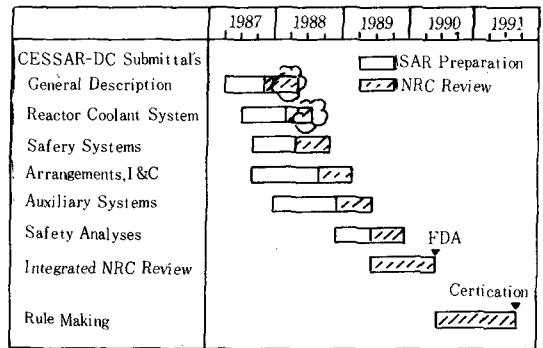 1987 1988 1989 1990 1991
CESSAR-DC Submittal's
SAR Preparation
General Description
NRC Review
Reactor Coolant System
Safery Systems
Arrangements, I&C
Auxiliary Systems
Safety Analyses
FDA
Integrated NRC Review
Certication
Rule Making